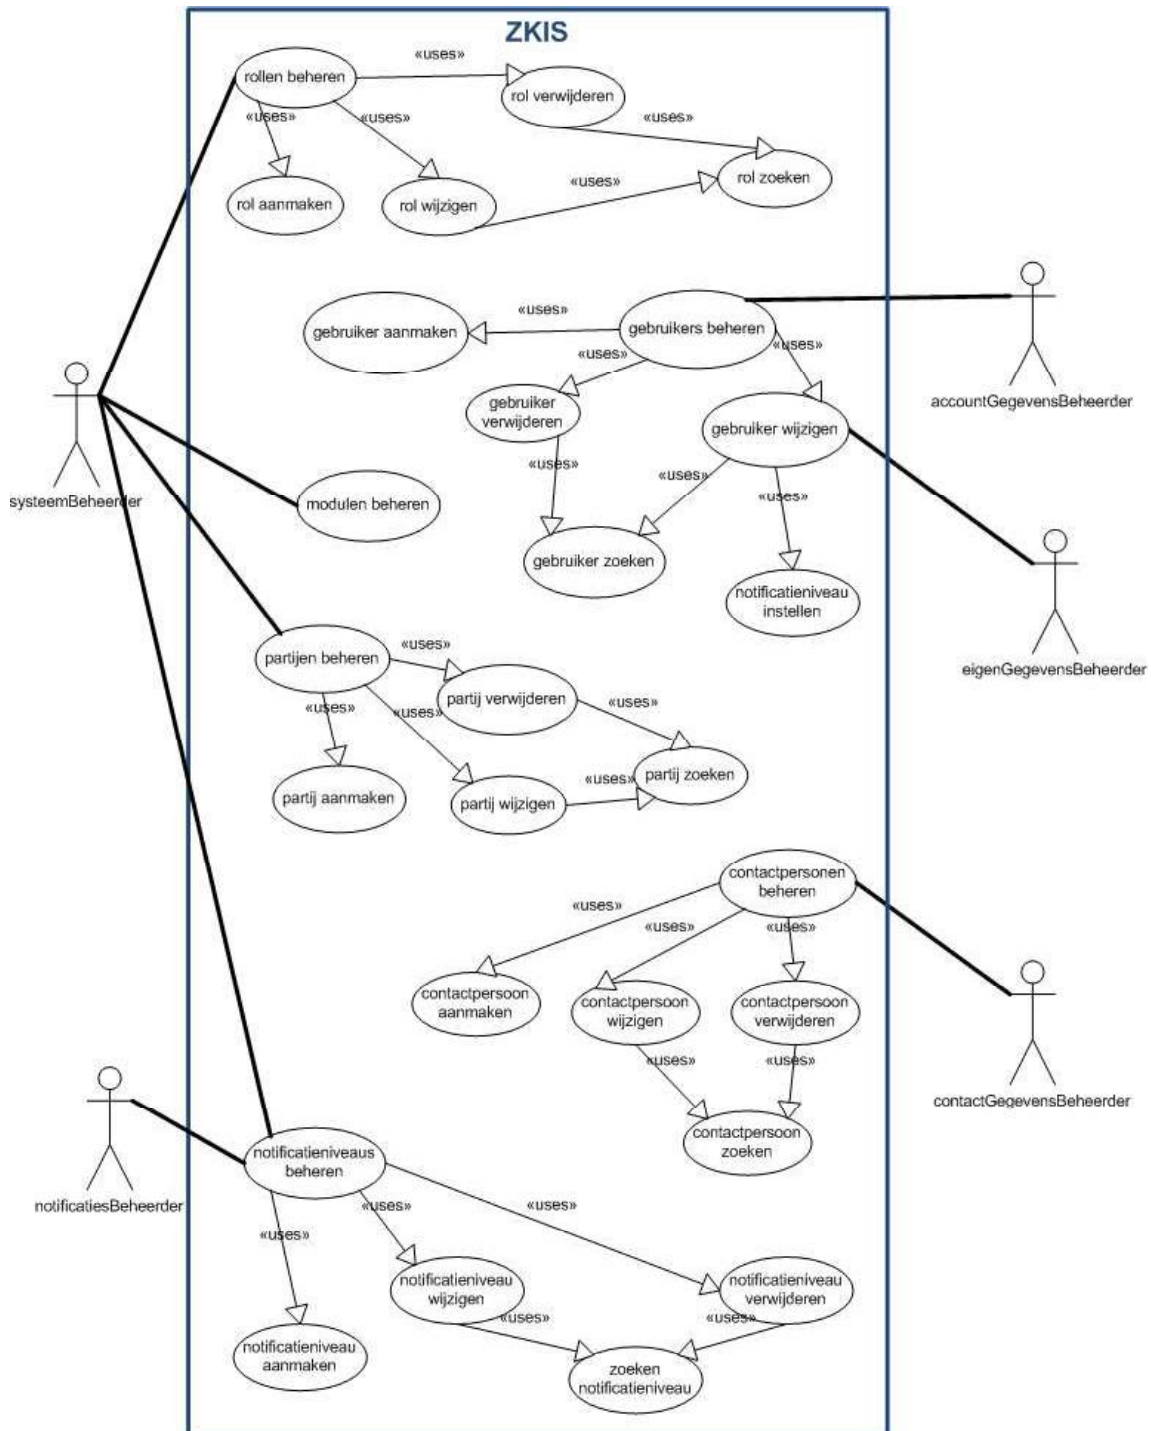 ZKIS
«uses»
rollen beheren
rol verwijderen
«uses»
«uses»
«uses»
«uses»
rol zoeken
rol aanmaken
rol wijzigen
«uses»
gebruiker aanmaken
gebruikers beheren
«uses»
«uses»
accountGegevensBeheerder
gebruiker
verwijderen
gebruiker wijzigen
«uses»
«uses»
«uses»
systeemBeheerder
modulen beheren
gebruiker zoeken
notificatieniveau
instellen
«uses»
partijen beheren
eigenGegevensBeheerder
partij verwijderen
«uses»
«uses»
«uses»
partij zoeken
«uses»
partij aanmaken
partij wijzigen
contactpersonen
beheren
«uses»
«uses»
«uses»
contactpersoon
aanmaken
contactpersoon
wijzigen
contactpersoon
verwijderen
«uses»
«uses»
contactGegevensBeheerder
contactpersoon
zoeken
notificatieniveaus
beheren
notificatiesBeheerder
«uses»
«uses»
«uses»
notificatieniveau
wijzigen
notificatieniveau
verwijderen
«uses»
«uses»
notificatieniveau
aanmaken
zoeken
notificatieniveau